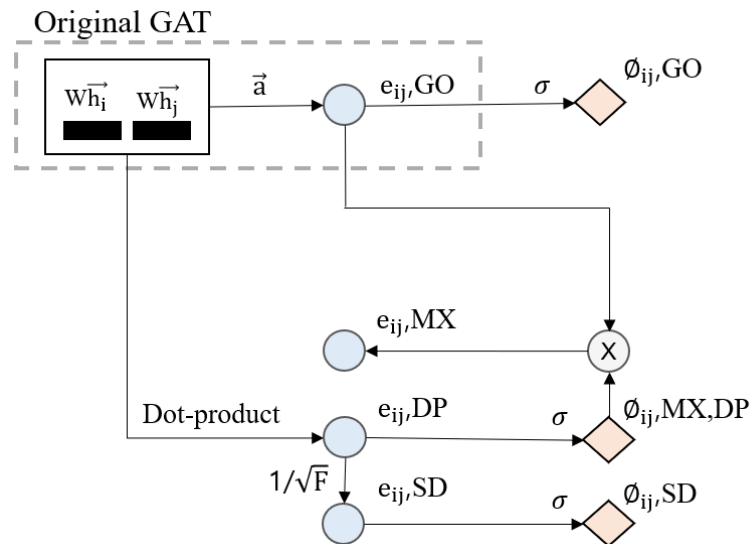 Original GAT
Wh⃗ᵢ Wh⃗ⱼ
a⃗
eᵢⱼ,GO
σ
∅ᵢⱼ,GO
eᵢⱼ,MX
X
Dot-product
eᵢⱼ,DP
σ
∅ᵢⱼ,MX,DP
1/√F
eᵢⱼ,SD
σ
∅ᵢⱼ,SD